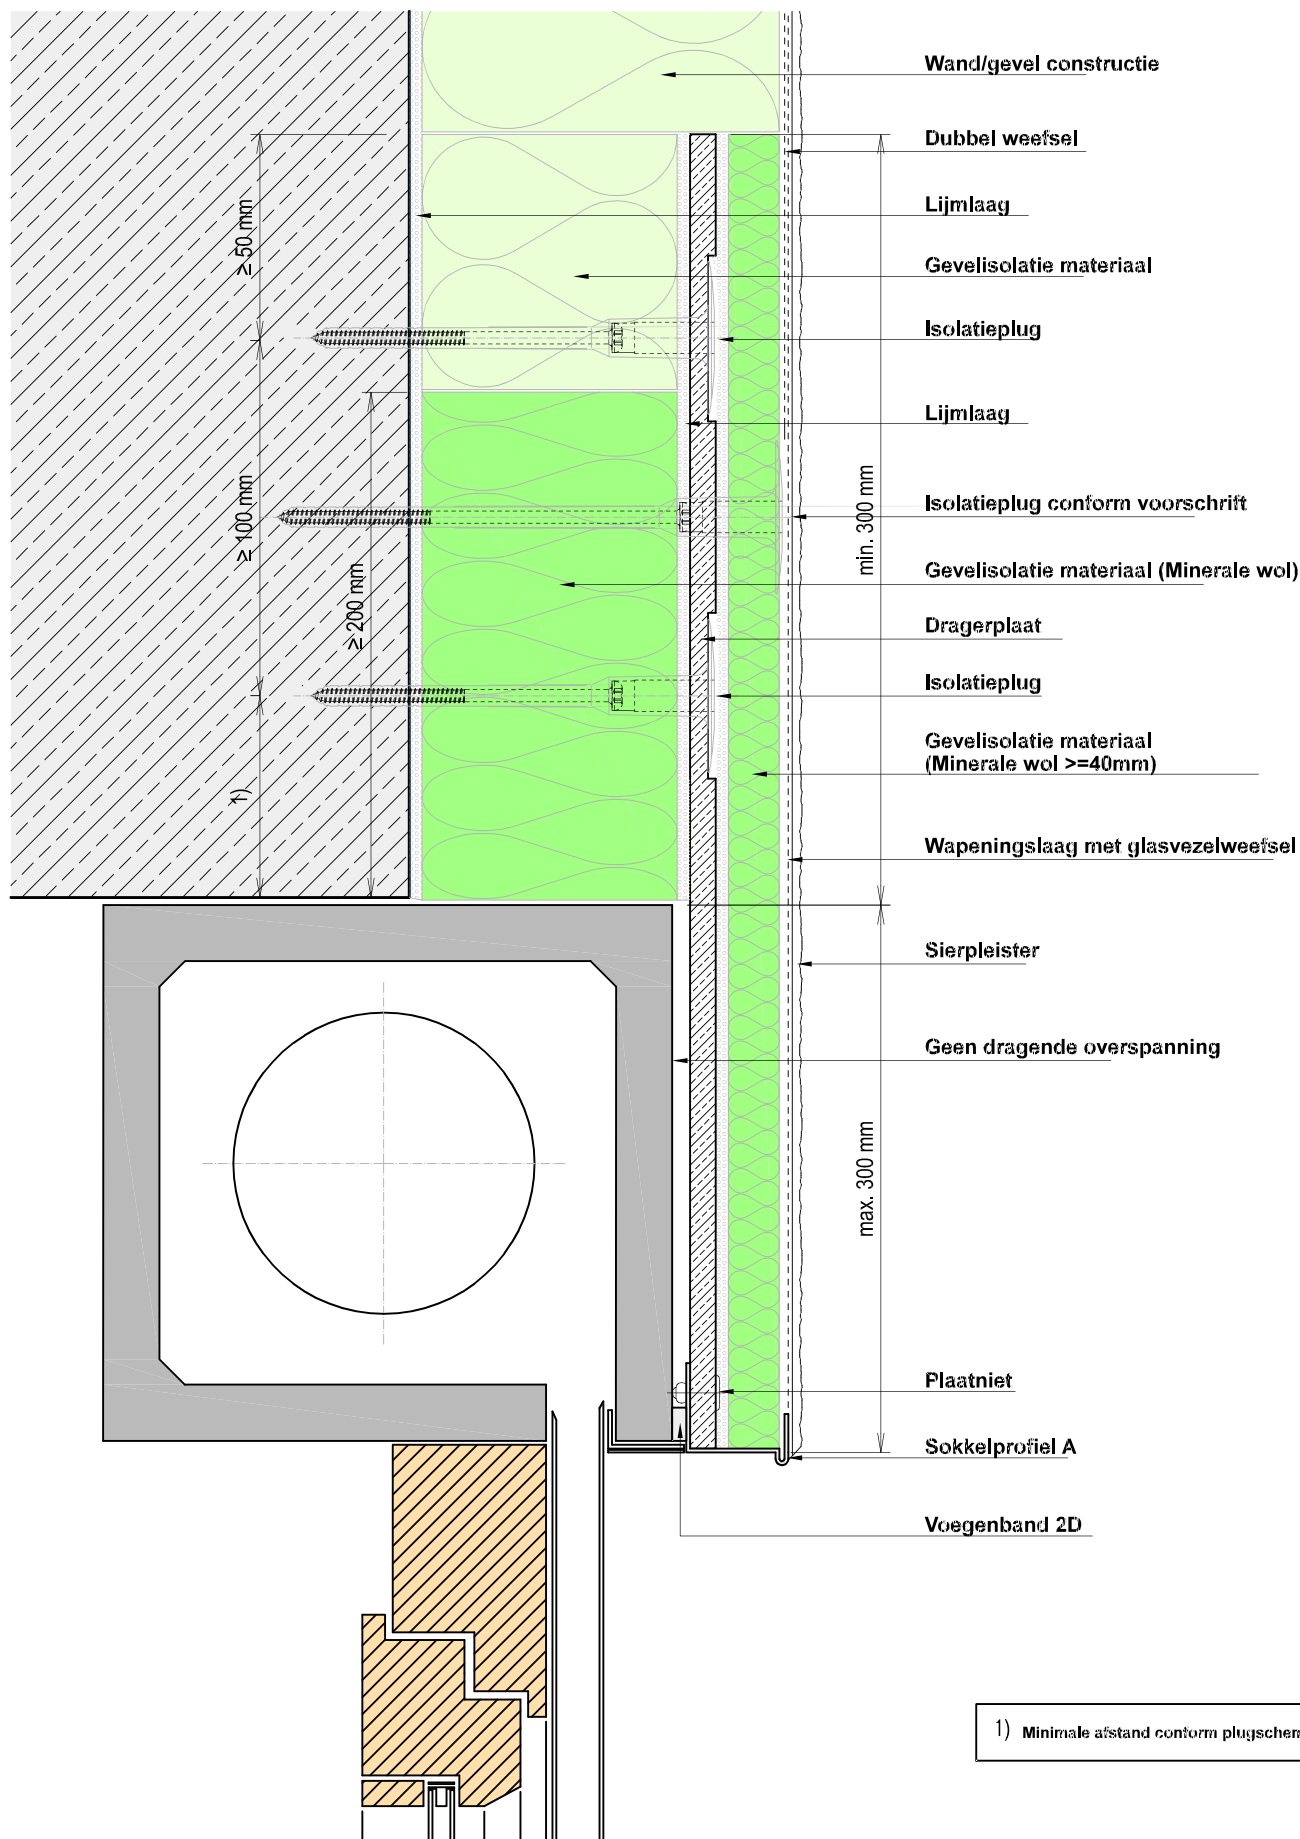 Wand/gevel constructie
Dubbel weefsel
Lijmlaag
Gevelisolatie materiaal
Isolatieplug
Lijmlaag
Isolatieplug conform voorschrift
Gevelisolatie materiaal (Minerale wol)
Dragerplaat
Isolatieplug
Gevelisolatie materiaal
(Minerale wol >=40mm)
Wapeningslaag met glasvezelweefsel
Sierpleister
Geen dragende overspanning
Plaatniet
Sokkelprofiel A
Voegenband 2D
≥ 50 mm
≥ 100 mm
≥ 200 mm
1)
min. 300 mm
max. 300 mm
1) Minimale afstand conform